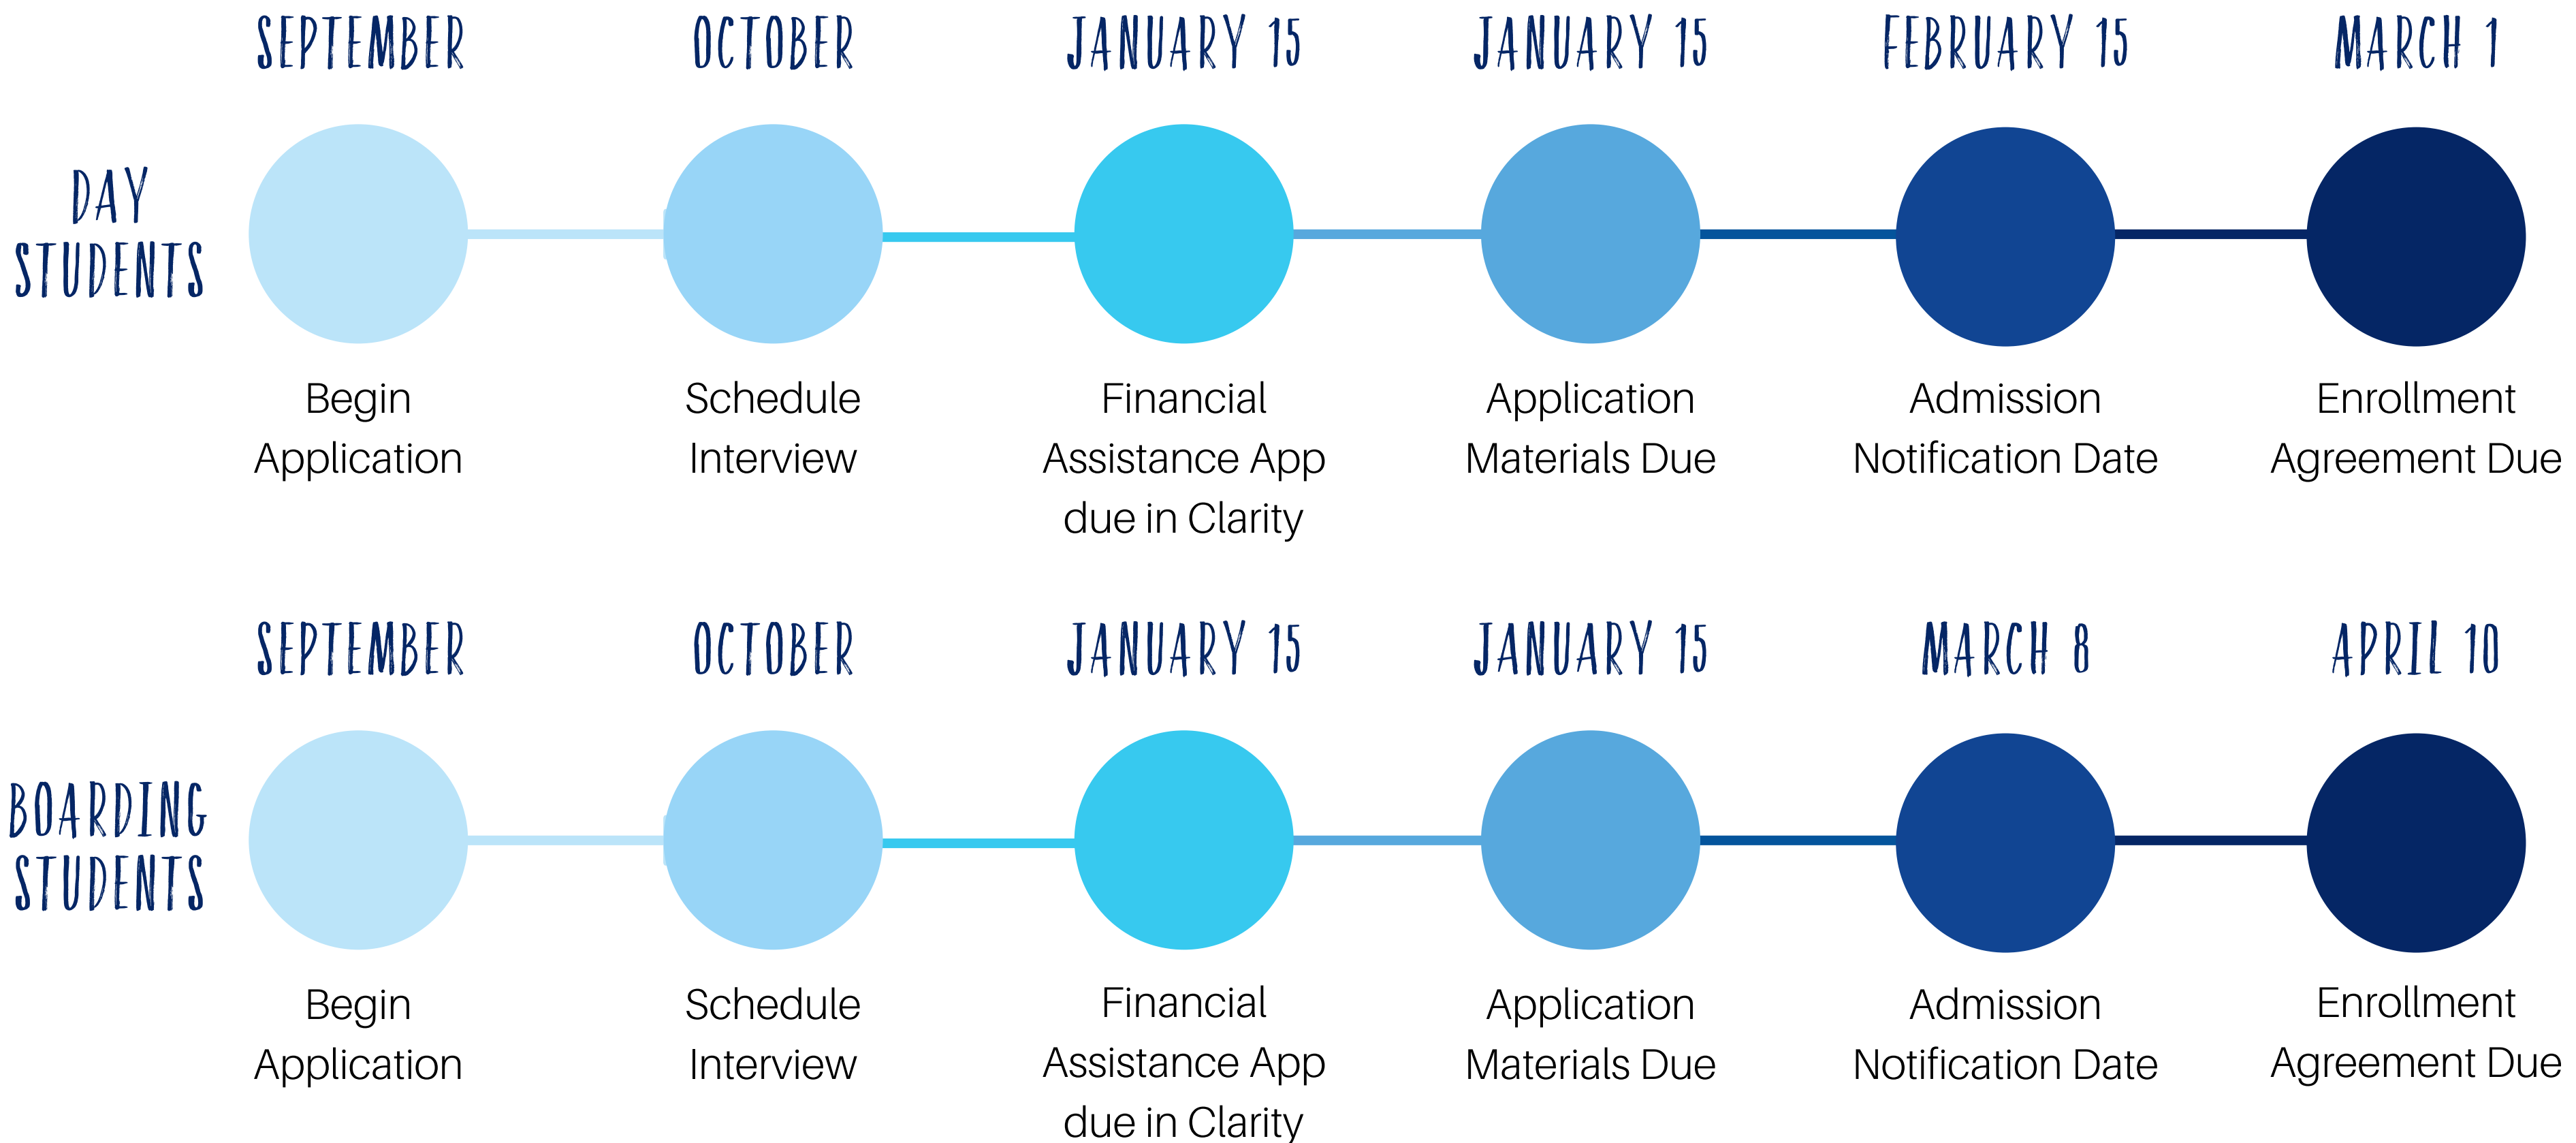 SEPTEMBER
OCTOBER
JANUARY 15
JANUARY 15
FEBRUARY 15
MARCH 1
DAY
STUDENTS
Begin
Application
Schedule
Interview
Financial
Assistance App
due in Clarity
Application
Materials Due
Admission
Notification Date
Enrollment
Agreement Due
SEPTEMBER
OCTOBER
JANUARY 15
JANUARY 15
MARCH 8
APRIL 10
BOARDING
STUDENTS
Begin
Application
Schedule
Interview
Financial
Assistance App
due in Clarity
Application
Materials Due
Admission
Notification Date
Enrollment
Agreement Due